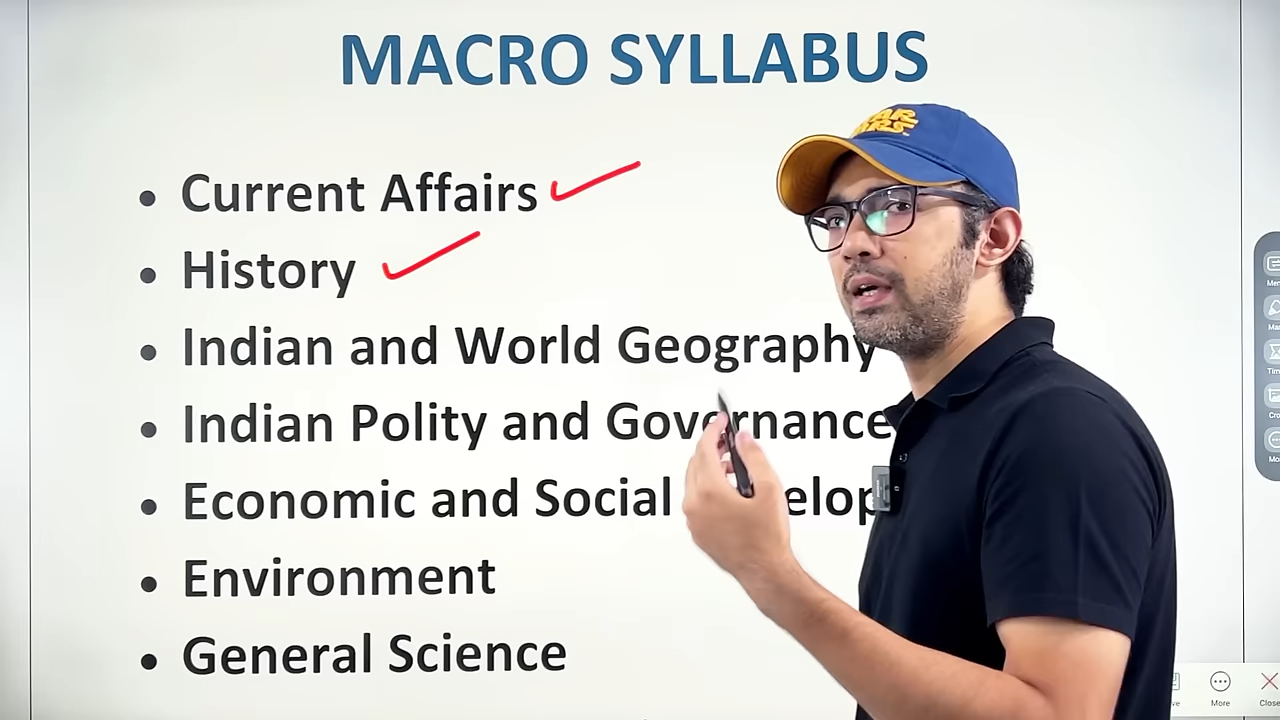 MACRO SYLLABUS
• Current Affairs
• History
• Indian and World Geography
• Indian Polity and Governance
• Economic and Social
• Environment
• General Science
More
Close